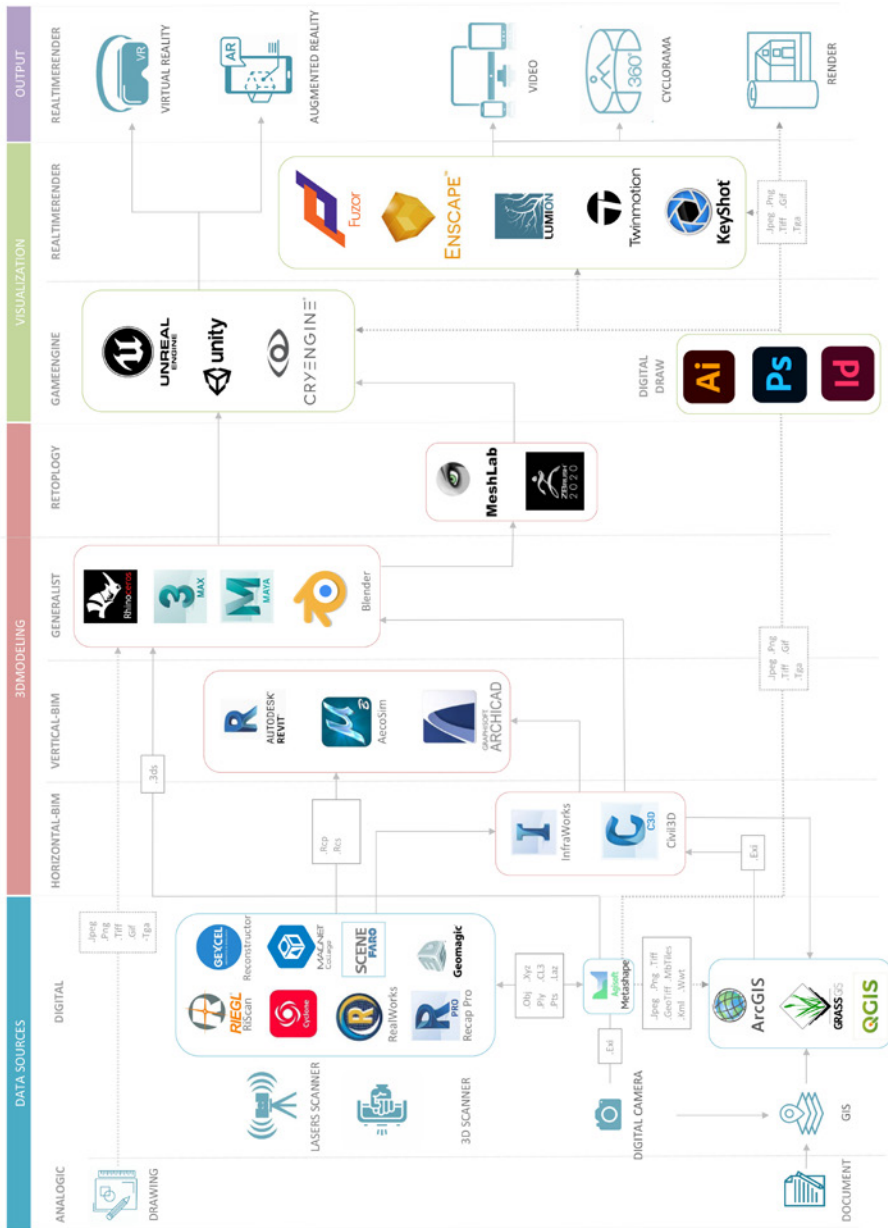 DATA SOURCES
3DMODELING
VISUALIZATION
OUTPUT
ANALOGIC
DIGITAL
HORIZONTAL-BIM
VERTICAL-BIM
GENERALIST
RETOPLOGY
GAMEENGINE
REALTIMERENDER
REALTIMERENDER
DRAWING
.Jpeg
.Png
.Tiff
.Gif
-Tga
.3ds
Rhinoceros
3
MAX
M
MAYA
Blender
UNREAL
ENGINE
unity
CRYENGINE
VR
VIRTUAL REALITY
AR
AUGMENTED REALITY
LASERS SCANNER
3D SCANNER
RIEGL
RiScan
GEXCEL
Reconstructor
Cyclone
MAGNET
Collage
RealWorks
SCENE
FARO
R
PRO
Recap Pro
Geomagic
.Rcp
.Rcs
R
AUTODESK
REVIT
AecoSim
GRAPHISOFT
ARCHICAD
Fuzor
ENSCAPE™
LUMION
Twinmotion
KeyShot
VIDEO
360°
CYCLORAMA
RENDER
MeshLab
ZBRUSH
2020
I
InfraWorks
C
C3D
Civil3D
.Obj .Xyz
.Ply .CL3
.Pts .Laz
DIGITAL CAMERA
.Exi
Agisoft
Metashape
.Jpeg .Png .Tiff
.GeoTiff .MbTiles
.Kml .Wwt
.Exi
.Jpeg .Png
.Tiff .Gif
.Tga
DIGITAL
DRAW
Ai
Ps
Id
.Jpeg .Png
.Tiff .Gif
.Tga
DOCUMENT
GIS
ArcGIS
GRASS GIS
QGIS